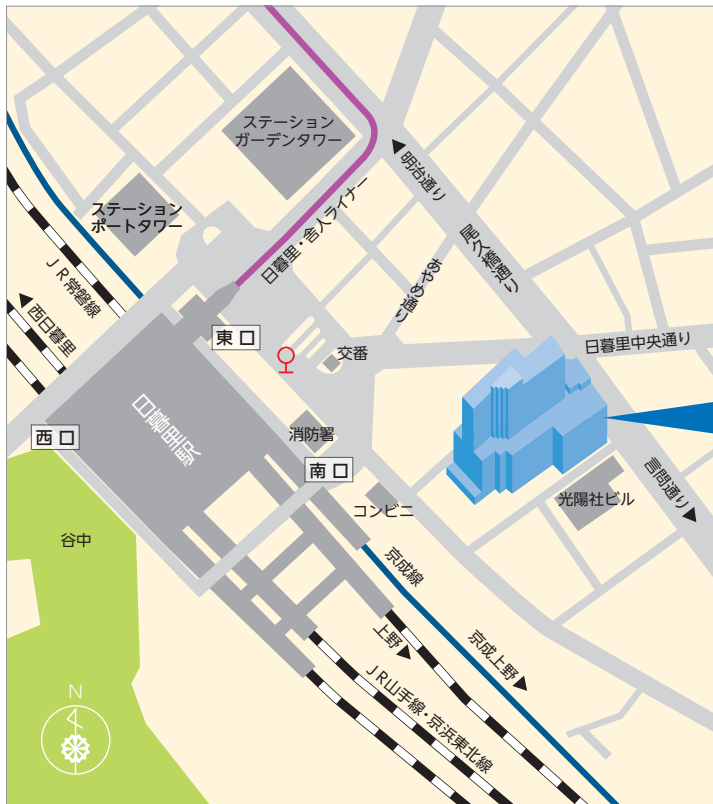 ステーション
ガーデンタワー
明治通り
ステーション
ポートタワー
日暮里・舎人ライナー
尾久橋通り
あやめ通り
JR常磐線
西日暮里
東口
交番
日暮里中央通り
日暮里駅
西口
消防署
南口
コンビニ
光陽社ビル
言問通り
谷中
京成線
上野
京成上野
JR山手線・京浜東北線
N